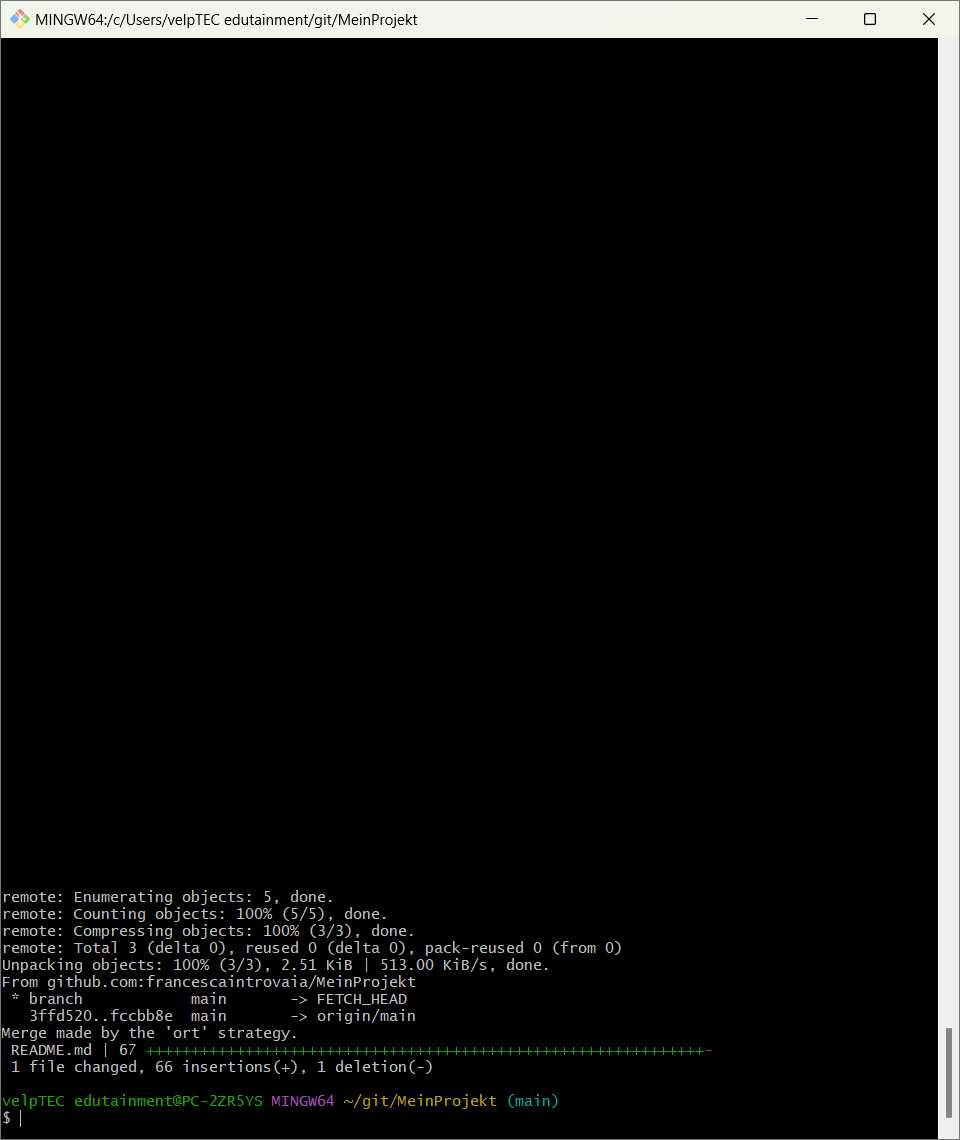 MINGW64:/c/Users/velpTEC edutainment/git/MeinProjekt
remote: Enumerating objects: 5, done.
remote: Counting objects: 100% (5/5), done.
remote: Compressing objects: 100% (3/3), done.
remote: Total 3 (delta 0), reused 0 (delta 0), pack-reused 0 (from 0)
Unpacking objects: 100% (3/3), 2.51 KiB | 513.00 KiB/s, done.
From github.com:francescaintrovaia/MeinProjekt
 * branch            main       -> FETCH_HEAD
   3ffd520..fccbb8e  main       -> origin/main
Merge made by the 'ort' strategy.
 README.md | 67 ++++++++++++++++++++++++++++++++++++++++++++++++++++++++++++++-
 1 file changed, 66 insertions(+), 1 deletion(-)
velpTEC edutainment@PC-2ZR5YS MINGW64 ~/git/MeinProjekt (main)
$